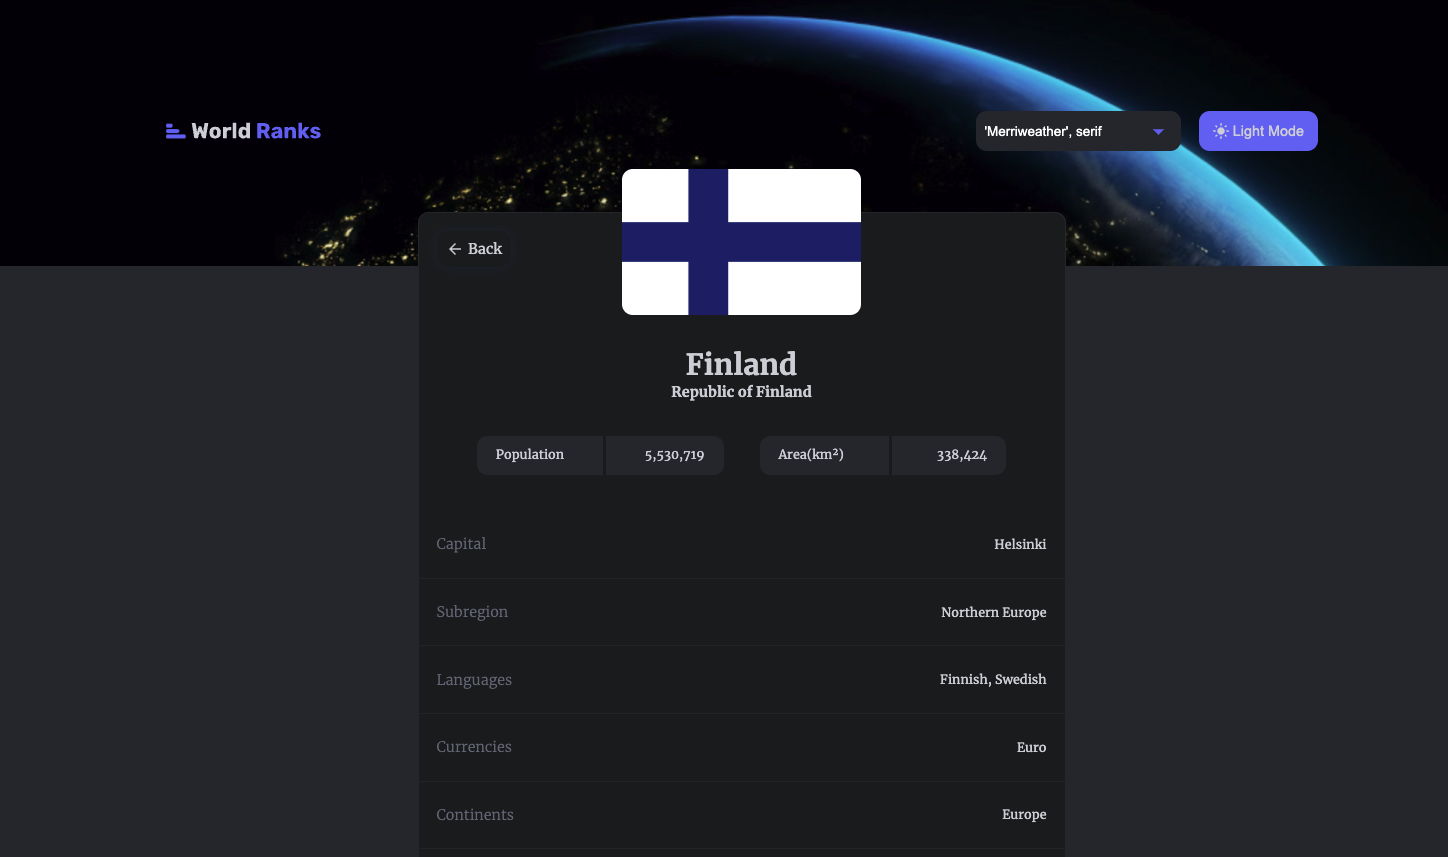 World Ranks
'Merriweather', serif
Light Mode
Back
Finland
Republic of Finland
Population 5,530,719 Area(km²) 338,424
Capital Helsinki
Subregion Northern Europe
Languages Finnish, Swedish
Currencies Euro
Continents Europe